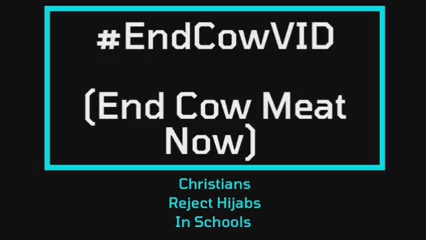 #EndCowVID
(End Cow Meat
Now)
Christians
Reject Hijabs
In Schools